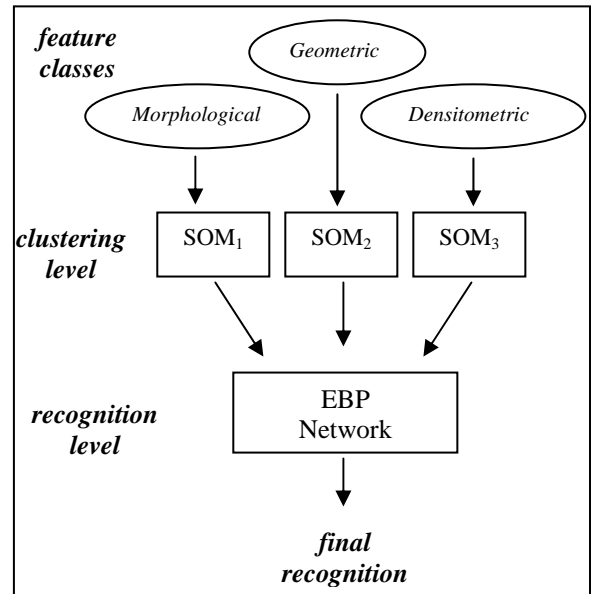 feature
classes
Geometric
Morphological
Densitometric
clustering
level
SOM₁
SOM₂
SOM₃
recognition
level
EBP
Network
final
recognition